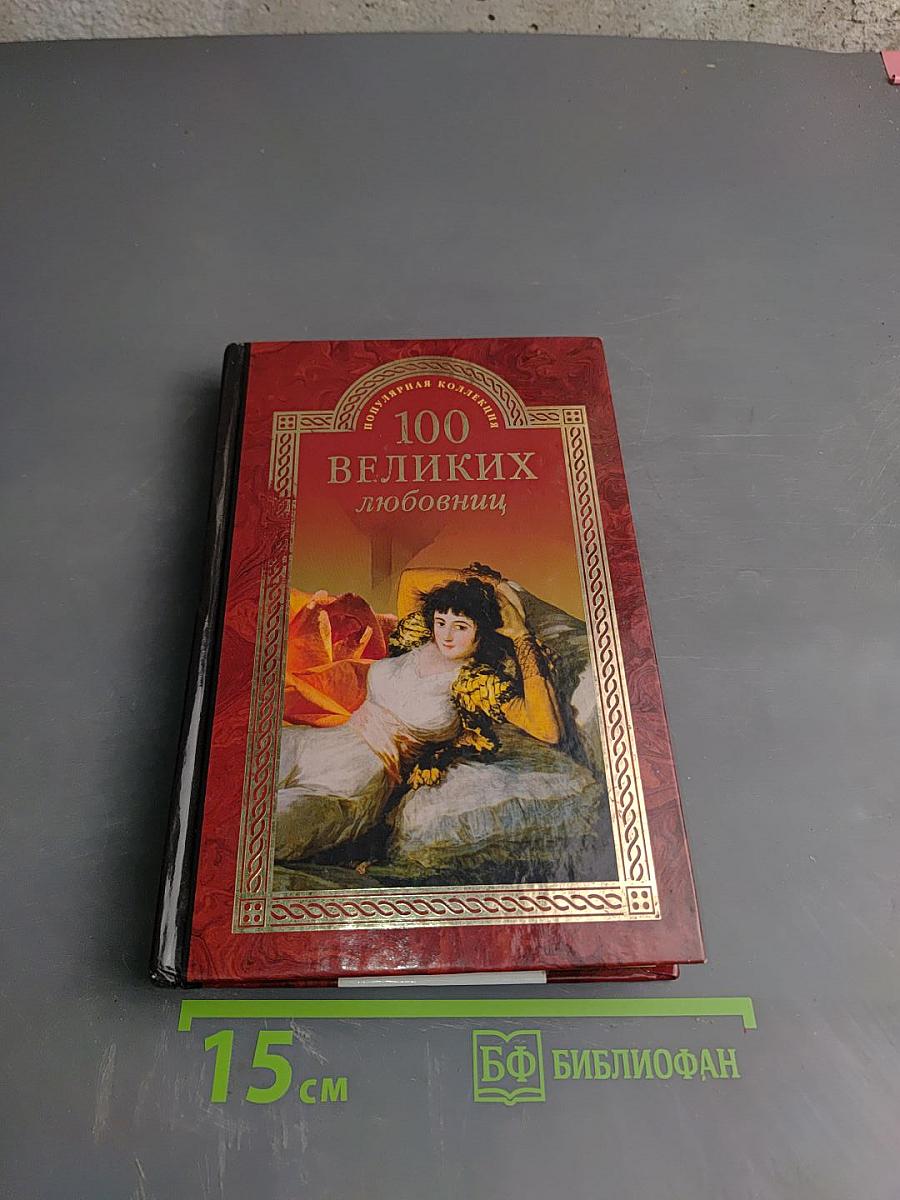 ПОПУЛЯРНАЯ КОЛЛЕКЦИЯ
100
ВЕЛИКИХ
любовниц
15 см
БФ БИБЛИОФАН